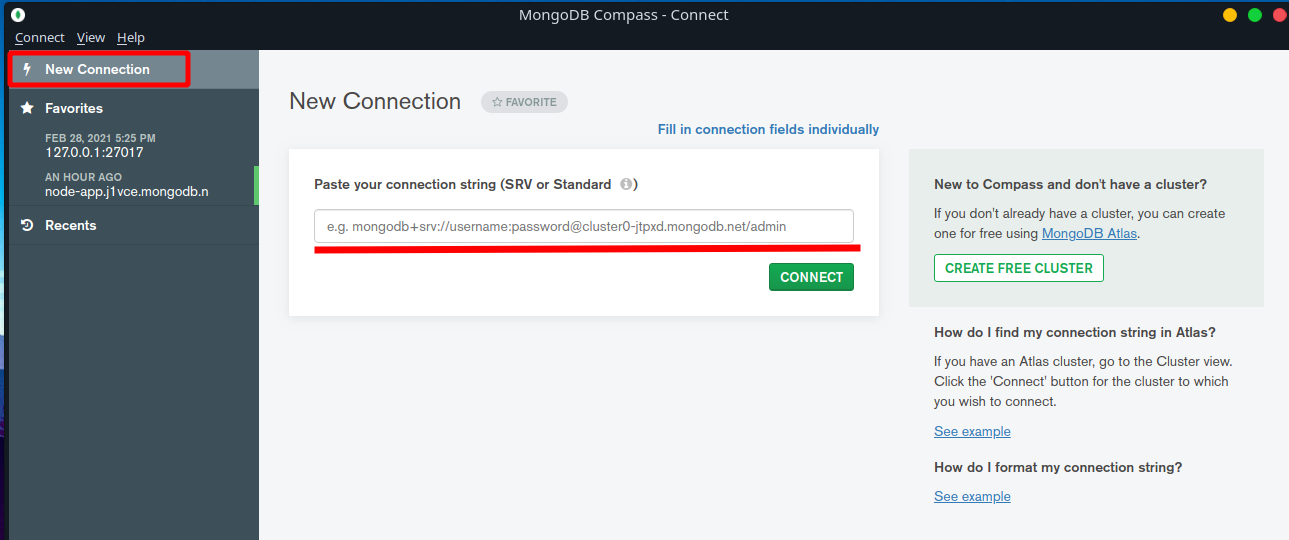 MongoDB Compass - Connect
Connect View Help
New Connection
Favorites
FEB 28, 2021 5:25 PM
127.0.0.1:27017
AN HOUR AGO
node-app.j1vce.mongodb.n
Recents
New Connection
FAVORITE
Fill in connection fields individually
Paste your connection string (SRV or Standard i)
e.g. mongodb+srv://username:password@cluster0-jtpxd.mongodb.net/admin
CONNECT
New to Compass and don't have a cluster?
If you don't already have a cluster, you can create
one for free using MongoDB Atlas.
CREATE FREE CLUSTER
How do I find my connection string in Atlas?
If you have an Atlas cluster, go to the Cluster view.
Click the 'Connect' button for the cluster to which
you wish to connect.
See example
How do I format my connection string?
See example